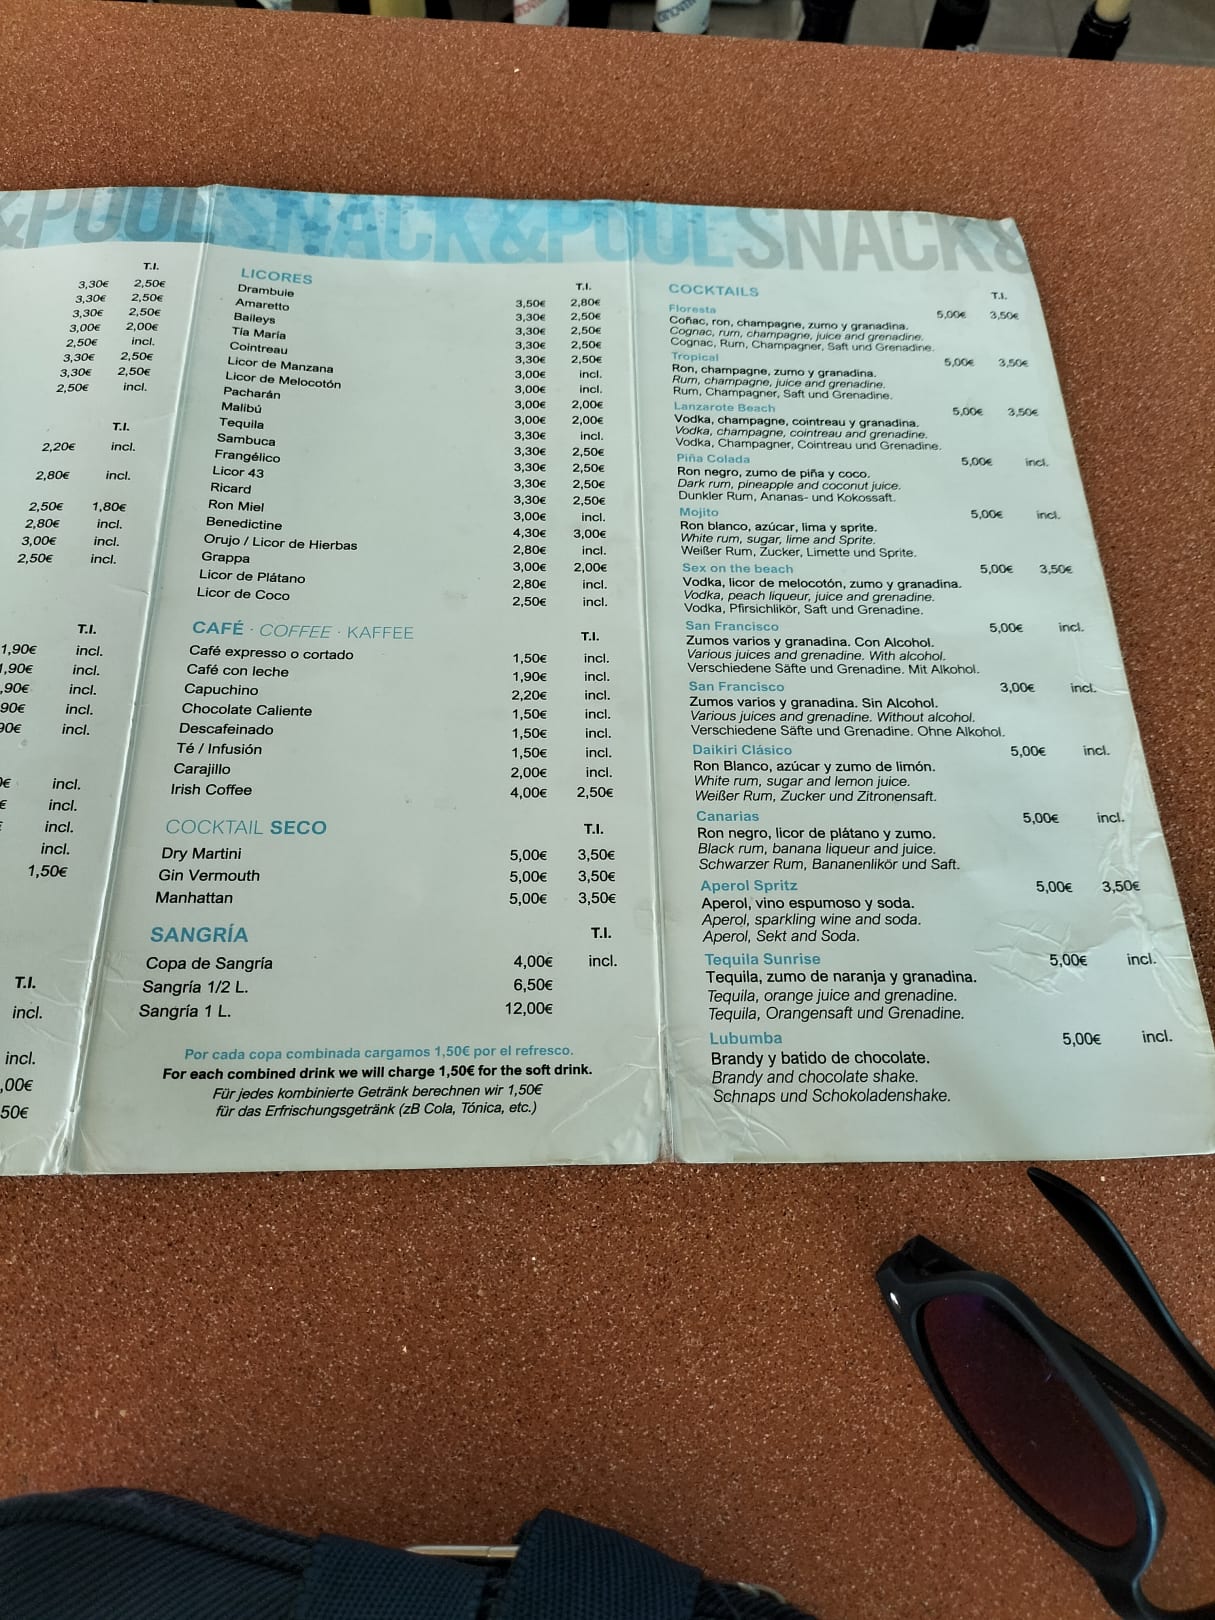 &POOLSNACK&POOLSNACK&
T.I.
3,30€ 2,50€
3,30€ 2,50€
3,30€ 2,50€
3,00€ 2,00€
2,50€ incl.
3,30€ 2,50€
3,30€ 2,50€
2,50€ incl.
T.I.
2,20€ incl.
2,80€ incl.
2,50€ 1,80€
2,80€ incl.
3,00€ incl.
2,50€ incl.
T.I.
1,90€ incl.
1,90€ incl.
,90€ incl.
90€ incl.
90€ incl.
€ incl.
€ incl.
incl.
incl.
1,50€
T.I.
incl.
incl.
,00€
50€
LICORES T.I.
Drambuie 3,50€ 2,80€
Amaretto 3,30€ 2,50€
Baileys 3,30€ 2,50€
Tia María 3,30€ 2,50€
Cointreau 3,30€ 2,50€
Licor de Manzana 3,00€ incl.
Licor de Melocotón 3,00€ incl.
Pacharán 3,00€ 2,00€
Malibú 3,00€ 2,00€
Tequila 3,30€ incl.
Sambuca 3,30€ 2,50€
Frangélico 3,30€ 2,50€
Licor 43 3,30€ 2,50€
Ricard 3,30€ 2,50€
Ron Miel 3,00€ incl.
Benedictine 4,30€ 3,00€
Orujo / Licor de Hierbas 2,80€ incl.
Grappa 3,00€ 2,00€
Licor de Plátano 2,80€ incl.
Licor de Coco 2,50€ incl.
CAFÉ · COFFEE · KAFFEE T.I.
Café expresso o cortado 1,50€ incl.
Café con leche 1,90€ incl.
Capuchino 2,20€ incl.
Chocolate Caliente 1,50€ incl.
Descafeinado 1,50€ incl.
Té / Infusión 1,50€ incl.
Carajillo 2,00€ incl.
Irish Coffee 4,00€ 2,50€
COCKTAIL SECO T.I.
Dry Martini 5,00€ 3,50€
Gin Vermouth 5,00€ 3,50€
Manhattan 5,00€ 3,50€
SANGRÍA T.I.
Copa de Sangría 4,00€ incl.
Sangría 1/2 L. 6,50€
Sangría 1 L. 12,00€
Por cada copa combinada cargamos 1,50€ por el refresco.
For each combined drink we will charge 1,50€ for the soft drink.
Für jedes kombinierte Getränk berechnen wir 1,50€
für das Erfrischungsgetränk (zB Cola, Tónica, etc.)
COCKTAILS T.I.
Floresta 5,00€ 3,50€
Coñac, ron, champagne, zumo y granadina.
Cognac, rum, champagne, juice and grenadine.
Cognac, Rum, Champagner, Saft und Grenadine.
Tropical 5,00€ 3,50€
Ron, champagne, zumo y granadina.
Rum, champagne, juice and grenadine.
Rum, Champagner, Saft und Grenadine.
Lanzarote Beach 5,00€ 3,50€
Vodka, champagne, cointreau y granadina.
Vodka, champagne, cointreau and grenadine.
Vodka, Champagner, Cointreau und Grenadine.
Piña Colada 5,00€ incl.
Ron negro, zumo de piña y coco.
Dark rum, pineapple and coconut juice.
Dunkler Rum, Ananas- und Kokossaft.
Mojito 5,00€ incl.
Ron blanco, azúcar, lima y sprite.
White rum, sugar, lime and Sprite.
Weißer Rum, Zucker, Limette und Sprite.
Sex on the beach 5,00€ 3,50€
Vodka, licor de melocotón, zumo y granadina.
Vodka, peach liqueur, juice and grenadine.
Vodka, Pfirsichlikör, Saft und Grenadine.
San Francisco 5,00€ incl.
Zumos varios y granadina. Con Alcohol.
Various juices and grenadine. With alcohol.
Verschiedene Säfte und Grenadine. Mit Alkohol.
San Francisco 3,00€ incl.
Zumos varios y granadina. Sin Alcohol.
Various juices and grenadine. Without alcohol.
Verschiedene Säfte und Grenadine. Ohne Alkohol.
Daikiri Clásico 5,00€ incl.
Ron Blanco, azúcar y zumo de limón.
White rum, sugar and lemon juice.
Weißer Rum, Zucker und Zitronensaft.
Canarias 5,00€ incl.
Ron negro, licor de plátano y zumo.
Black rum, banana liqueur and juice.
Schwarzer Rum, Bananenlikör und Saft.
Aperol Spritz 5,00€ 3,50€
Aperol, vino espumoso y soda.
Aperol, sparkling wine and soda.
Aperol, Sekt and Soda.
Tequila Sunrise 5,00€ incl.
Tequila, zumo de naranja y granadina.
Tequila, orange juice and grenadine.
Tequila, Orangensaft und Grenadine.
Lubumba 5,00€ incl.
Brandy y batido de chocolate.
Brandy and chocolate shake.
Schnaps und Schokoladenshake.